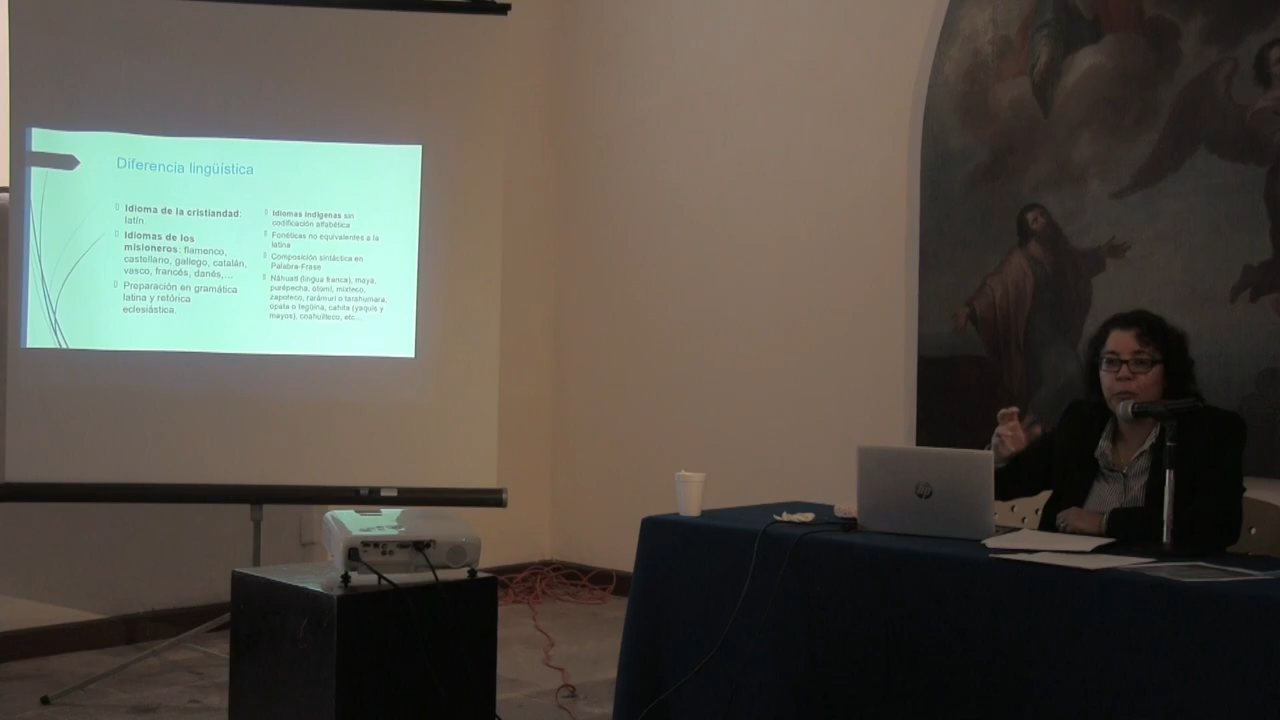 Diferencia lingüística
Idioma de la cristiandad:
latín.
Idiomas de los
misioneros: flamenco,
castellano, gallego, catalán,
vasco, francés, danés,...
Preparación en gramática
latina y retórica
eclesiástica.
Idiomas indígenas sin
codificación alfabética
Fonéticas no equivalentes a la
latina
Composición sintáctica en
Palabra-Frase
Náhuatl (lingua franca), maya,
purépecha, otomí, mixteco,
zapoteco, rarámuri o tarahumara,
opata o tegüina, cahita (yaquis y
mayos), coahuilteco, etc...
hp